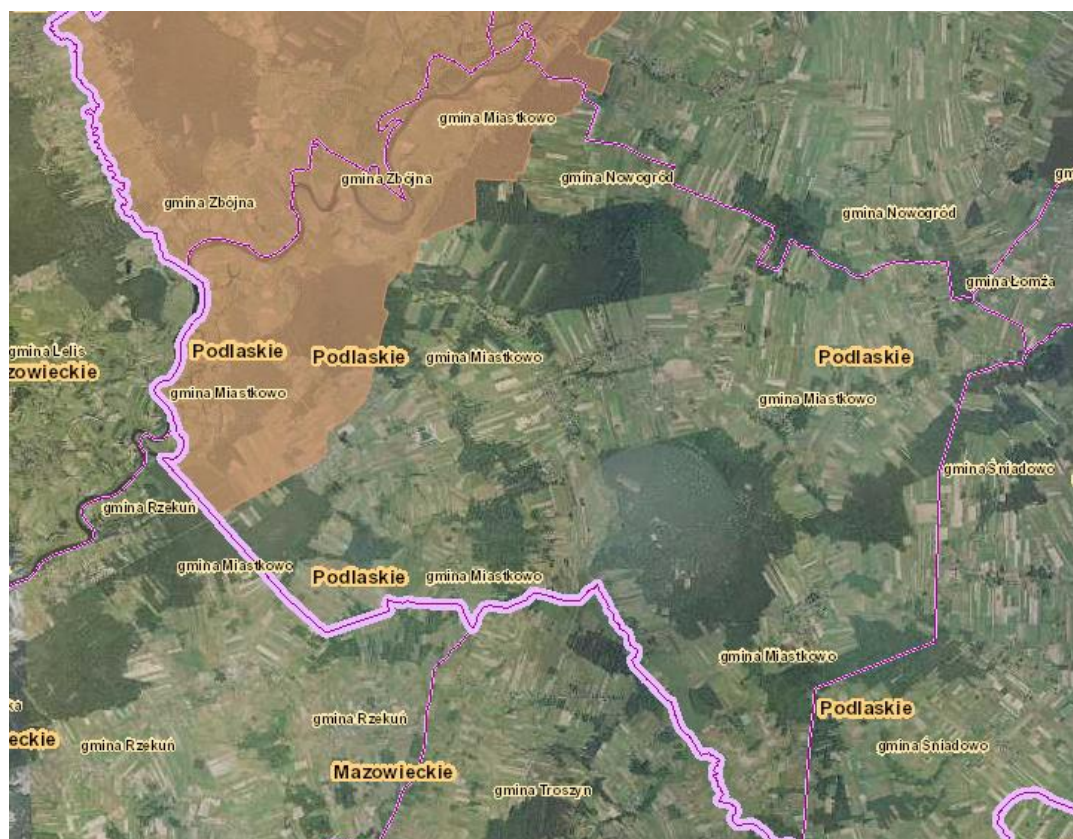 gmina Miastkowo
gmina Zbójna
gmina Nowogród
gmina Zbójna
gmina Nowogród
gmina Łomża
gmina Lelis
zowieckie
Podlaskie
Podlaskie
gmina Miastkowo
Podlaskie
gmina Miastkowo
gmina Miastkowo
gmina Śniadowo
gmina Rzekuń
gmina Miastkowo
Podlaskie
gmina Miastkowo
gmina Miastkowo
Podlaskie
gmina Rzekuń
eckie
gmina Rzekuń
gmina Śniadowo
Mazowieckie
gmina Troszyn